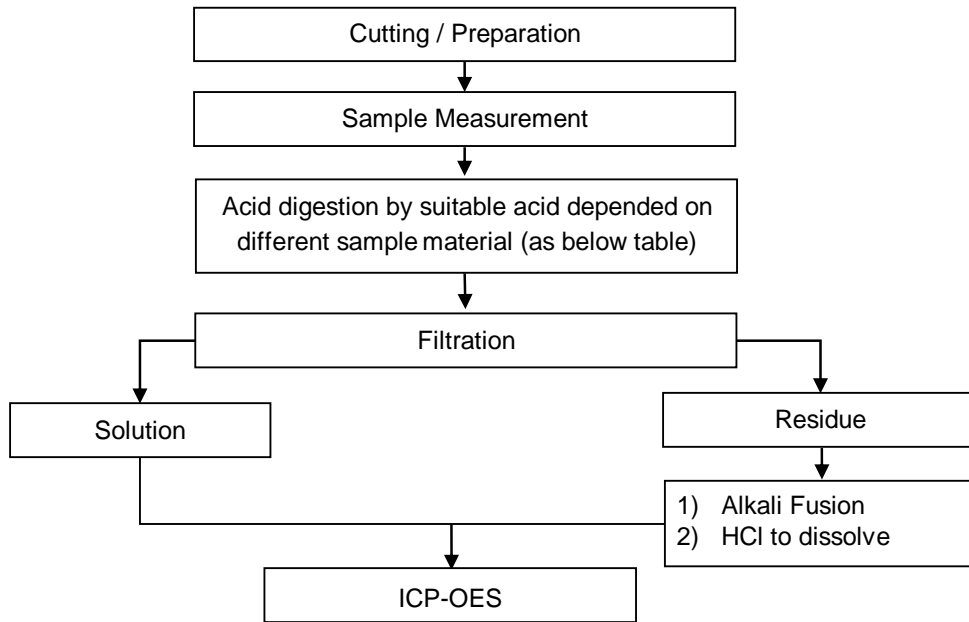 Cutting / Preparation
Sample Measurement
Acid digestion by suitable acid depended on
different sample material (as below table)
Filtration
Solution
Residue
1) Alkali Fusion
2) HCl to dissolve
ICP-OES